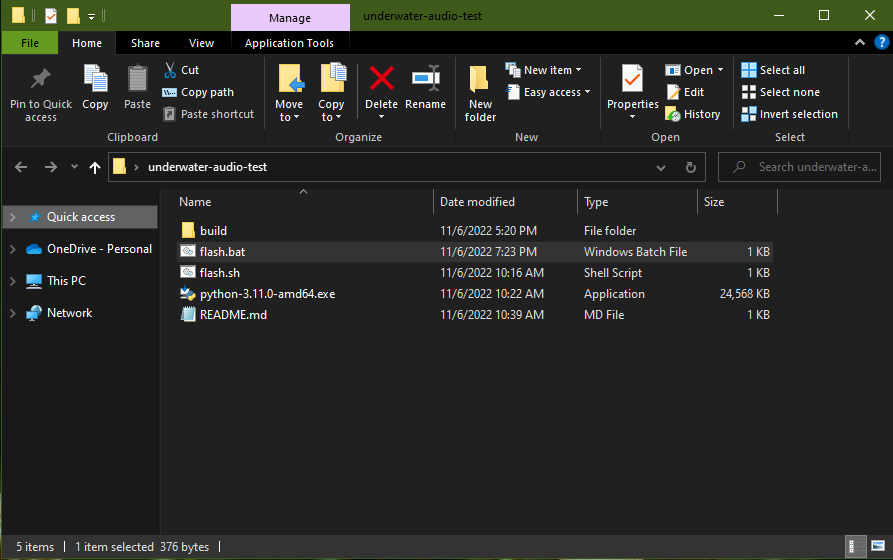 Manage
underwater-audio-test
File
Home
Share
View
Application Tools
?
Pin to Quick access
Copy
Paste
Cut
Copy path
Paste shortcut
Clipboard
Move to
Copy to
Delete
Rename
Organize
New folder
New item
Easy access
New
Properties
Open
Edit
History
Open
Select all
Select none
Invert selection
Select
underwater-audio-test
Search underwater-a...
Quick access
OneDrive - Personal
This PC
Network
Name Date modified Type Size
build 11/6/2022 5:20 PM File folder
flash.bat 11/6/2022 7:23 PM Windows Batch File 1 KB
flash.sh 11/6/2022 10:16 AM Shell Script 1 KB
python-3.11.0-amd64.exe 11/6/2022 10:22 AM Application 24,568 KB
README.md 11/6/2022 10:39 AM MD File 1 KB
5 items 1 item selected 376 bytes